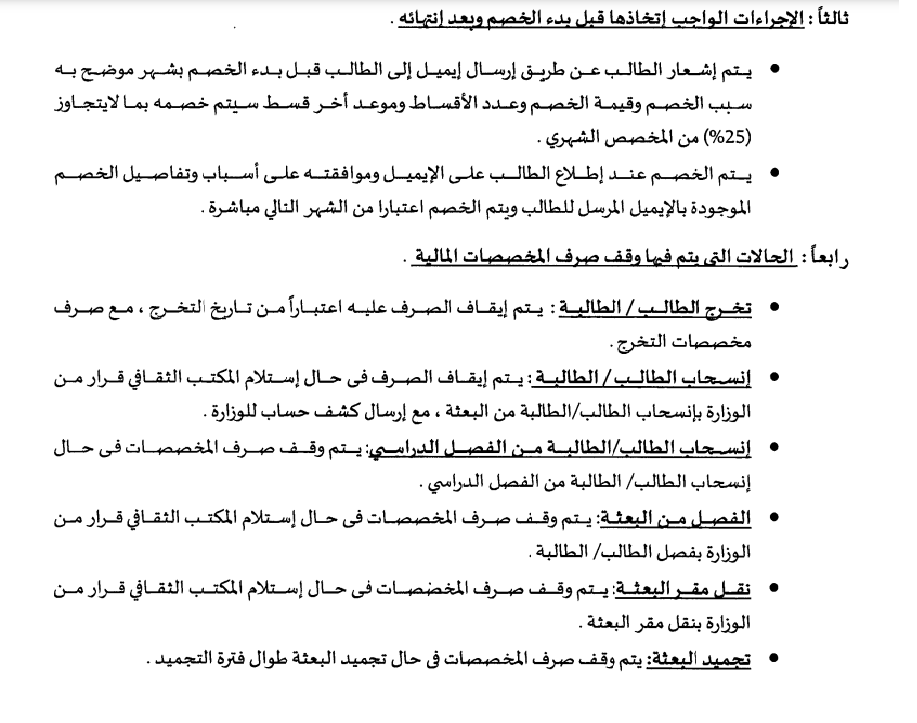 ثالثاً : الإجراءات الواجب إتخاذها قبل بدء الخصم وبعد إنتهائه .
• يتم إشعار الطالب عن طريق إرسال إيميل إلى الطالب قبل بدء الخصم بشهر موضح به
سبب الخصم وقيمة الخصم وعدد الأقساط وموعد أخر قسط سيتم خصمه بما لايتجاوز
(25%) من المخصص الشهري .
• يتم الخصم عند إطلاع الطالب على الإيميل وموافقته على أسباب وتفاصيل الخصم
الموجودة بالإيميل المرسل للطالب ويتم الخصم اعتبارا من الشهر التالي مباشرة .
رابعاً : الحالات التي يتم فيها وقف صرف المخصصات المالية .
• تخرج الطالب / الطالبة : يتم إيقاف الصرف عليه اعتباراً من تاريخ التخرج ، مع صرف
مخصصات التخرج .
• إنسحاب الطالب/ الطالبة : يتم إيقاف الصرف فى حال إستلام المكتب الثقافي قرار من
الوزارة بإنسحاب الطالب/الطالبة من البعثة ، مع إرسال كشف حساب للوزارة .
• إنسحاب الطالب/الطالبة من الفصل الدراسي: يتم وقف صرف المخصصات فى حال
إنسحاب الطالب/ الطالبة من الفصل الدراسي .
• الفصل من البعثة: يتم وقف صرف المخصصات فى حال إستلام المكتب الثقافي قرار من
الوزارة بفصل الطالب/ الطالبة .
• نقل مقر البعثة: يتم وقف صرف المخصصات فى حال إستلام المكتب الثقافي قرار من
الوزارة بنقل مقر البعثة .
• تجميد البعثة: يتم وقف صرف المخصصات في حال تجميد البعثة طوال فترة التجميد .